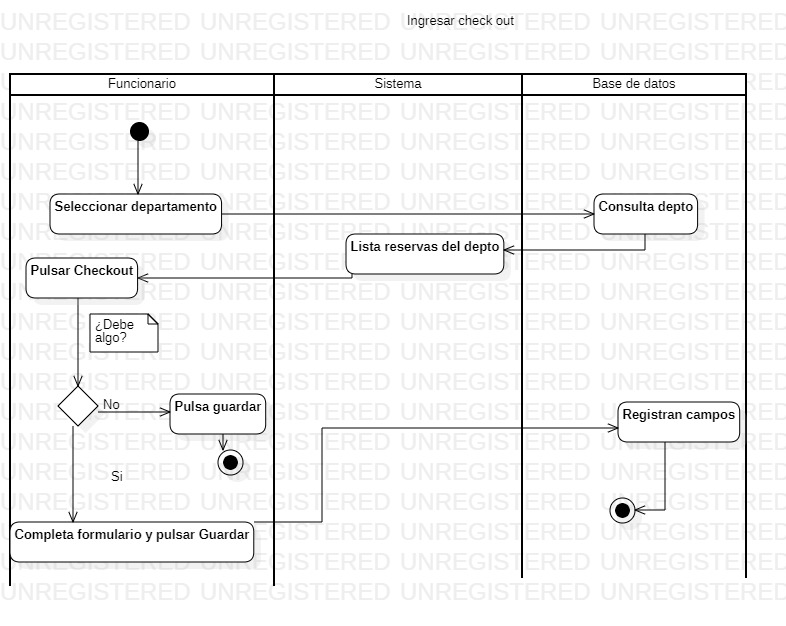 Ingresar check out
Funcionario
Sistema
Base de datos
Seleccionar departamento
Consulta depto
Lista reservas del depto
Pulsar Checkout
¿Debe
algo?
No
Pulsa guardar
Registran campos
Si
Completa formulario y pulsar Guardar
UNREGISTERED UNREGISTERED UNREGISTERED UNREGISTERED